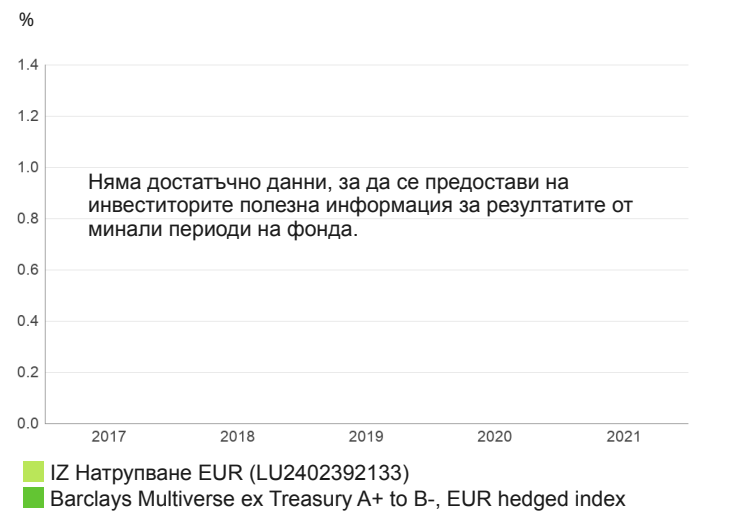 %
1.4
1.2
1.0
Няма достатъчно данни, за да се предостави на
инвеститорите полезна информация за резултатите от
0.8
минали периоди на фонда.
0.6
0.4
0.2
0.0
2017 2018 2019 2020 2021
IZ Натрупване EUR (LU2402392133)
Barclays Multiverse ex Treasury A+ to B-, EUR hedged index